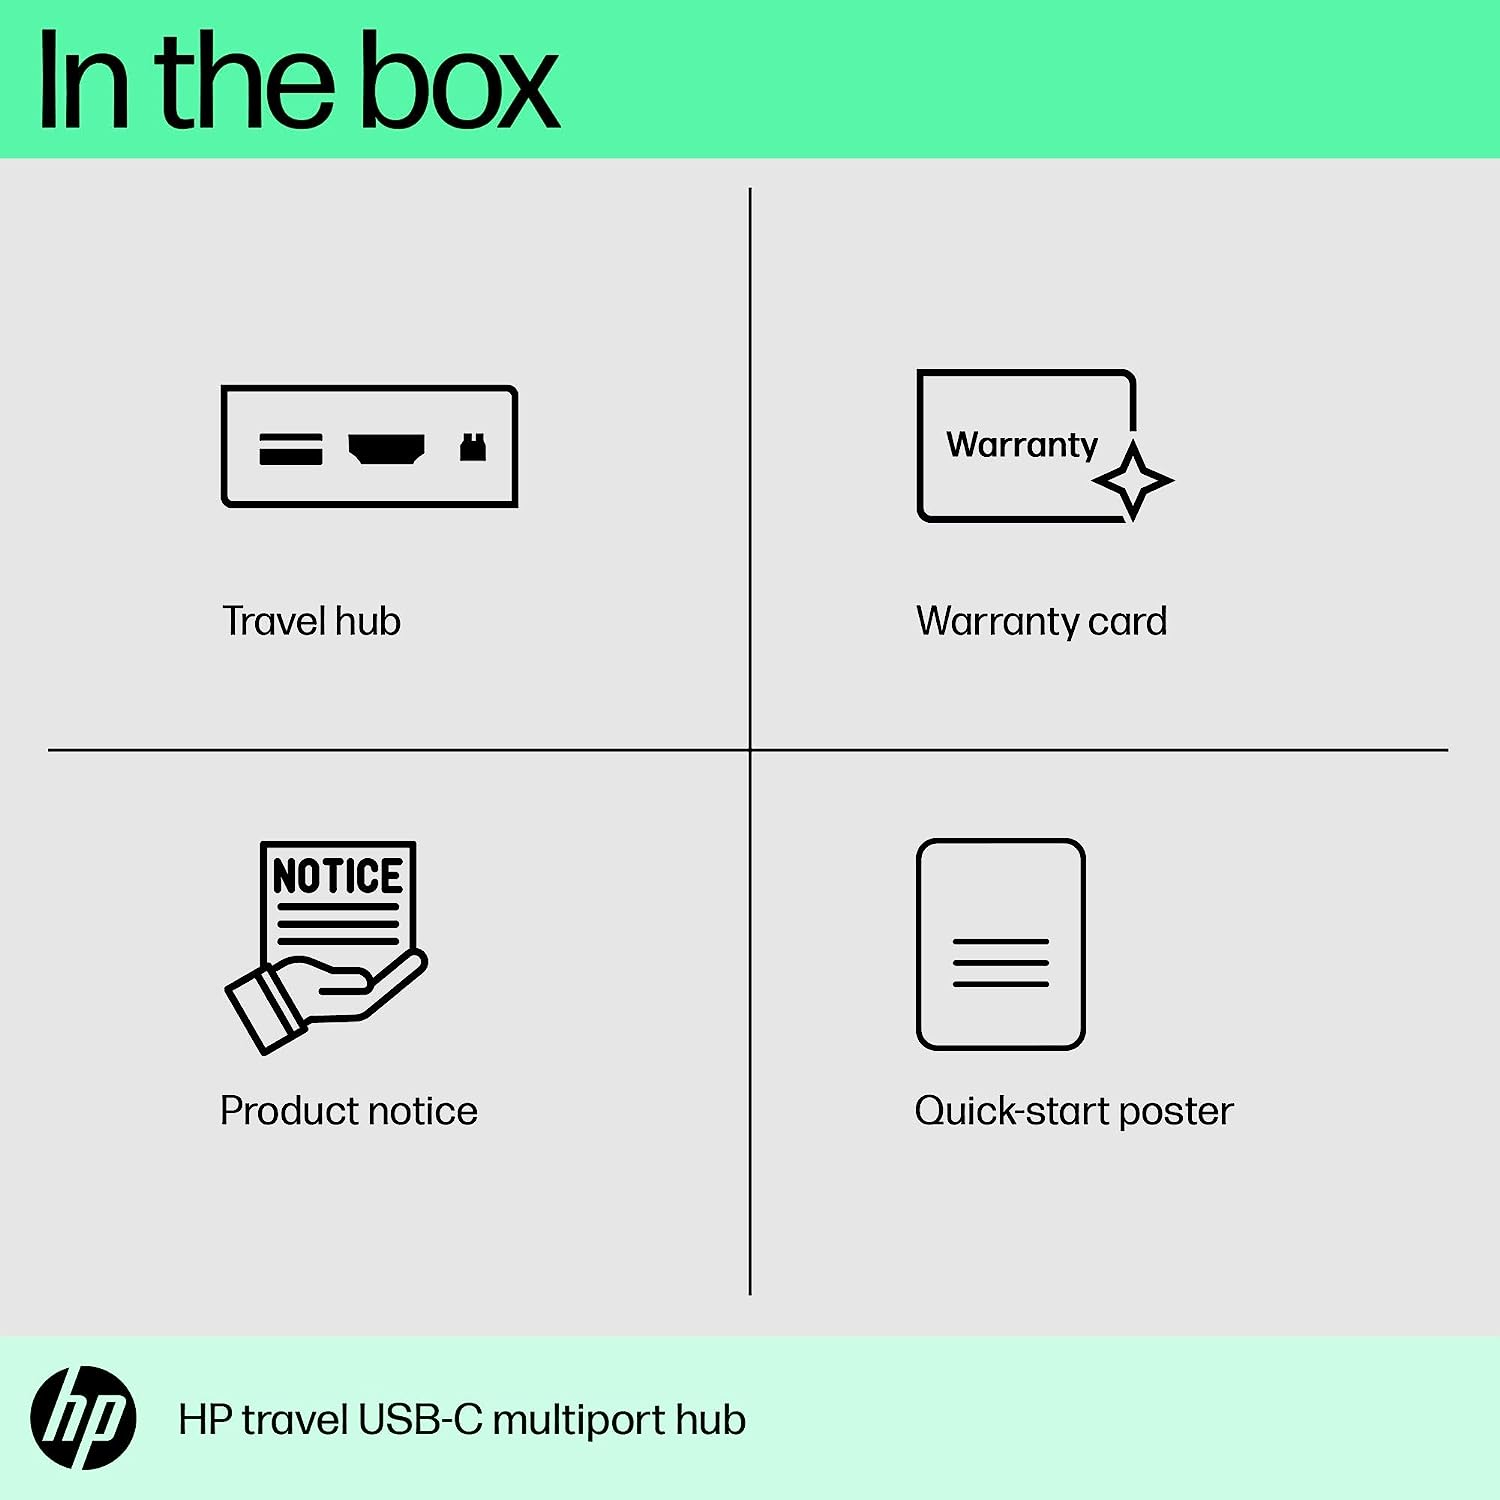 In the box
Warranty
Travel hub
Warranty card
NOTICE
Product notice
Quick-start poster
hp
HP travel USB-C multiport hub